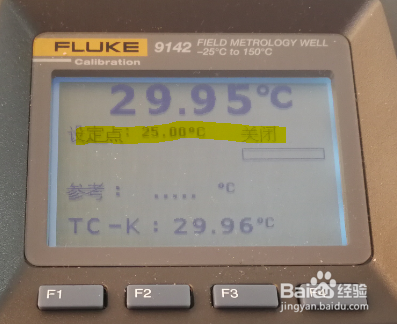 FLUKE 9142 FIELD METROLOGY WELL
Calibration -25°C to 150°C
29.95°C
设定点: 25.00°C 关闭
参考: ..... °C
TC-K: 29.96°C
F1 F2 F3
Baidu 经验
jingyan.baidu.com